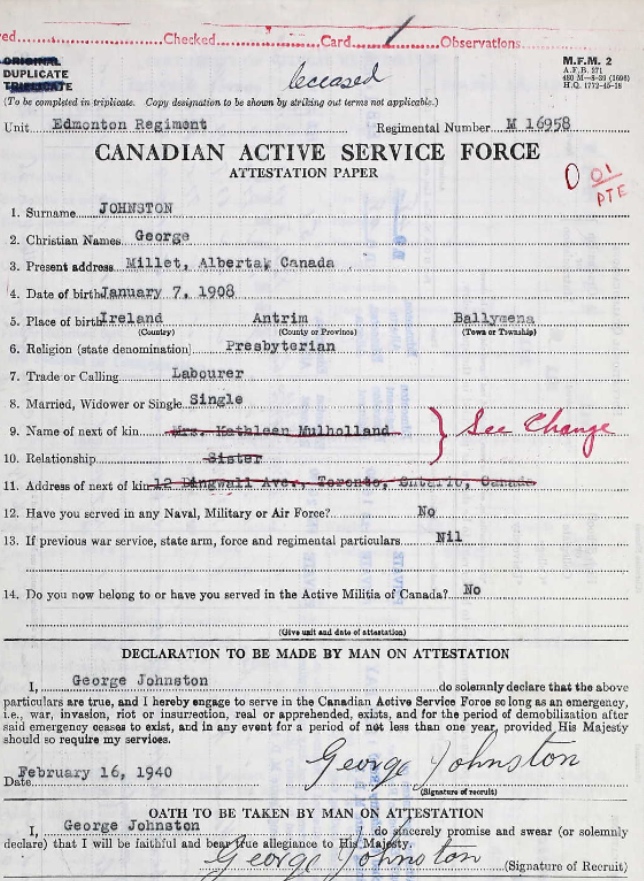 ed......Checked......Card......Observations......
ORIGINAL
DUPLICATE
TRIPLICATE
deceased
M.F.M. 2
A.F.B. 271
H.Q. 1772-45-18
(To be completed in triplicate. Copy designation to be shown by striking out terms not applicable.)
Unit Edmonton Regiment Regimental Number M 16958
CANADIAN ACTIVE SERVICE FORCE
ATTESTATION PAPER
01
PTE
1. Surname JOHNSTON
2. Christian Names George
3. Present address Millet, Alberta, Canada
4. Date of birth January 7, 1908
5. Place of birth Ireland Antrim Ballymena
(Country) (County or Province) (Town or Township)
6. Religion (state denomination) Presbyterian
7. Trade or Calling Labourer
8. Married, Widower or Single Single
9. Name of next of kin Mrs. Kathleen Mulholland
See Change
10. Relationship Sister
11. Address of next of kin 12 Dingwall Ave., Toronto, Ontario, Canada
12. Have you served in any Naval, Military or Air Force? No
13. If previous war service, state arm, force and regimental particulars Nil
14. Do you now belong to or have you served in the Active Militia of Canada? No
(Give unit and date of attestation)
DECLARATION TO BE MADE BY MAN ON ATTESTATION
I, George Johnston do solemnly declare that the above
particulars are true, and I hereby engage to serve in the Canadian Active Service Force so long as an emergency,
i.e., war, invasion, riot or insurrection, real or apprehended, exists, and for the period of demobilization after
said emergency ceases to exist, and in any event for a period of not less than one year, provided His Majesty
should so require my services.
Date February 16, 1940 George Johnston
(Signature of recruit)
OATH TO BE TAKEN BY MAN ON ATTESTATION
I, George Johnston do sincerely promise and swear (or solemnly
declare) that I will be faithful and bear true allegiance to His Majesty.
George Johnston (Signature of Recruit)